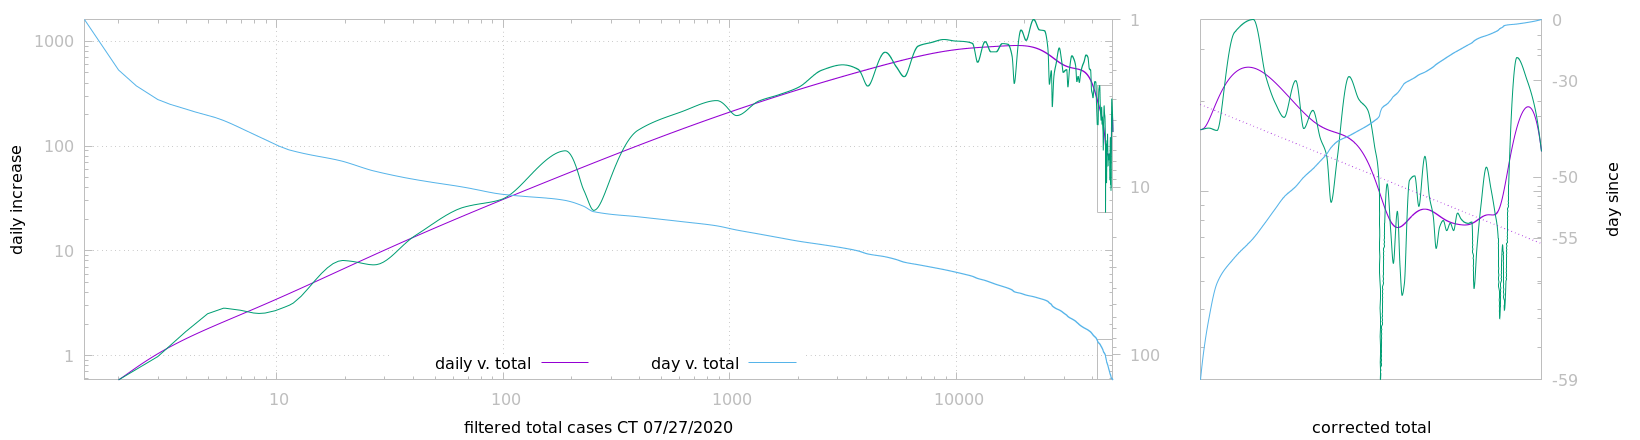 daily increase
1000
100
10
1
10
100
1000
10000
filtered total cases CT 07/27/2020
daily v. total
day v. total
1
10
100
0
-30
-50
-55
-59
day since
corrected total